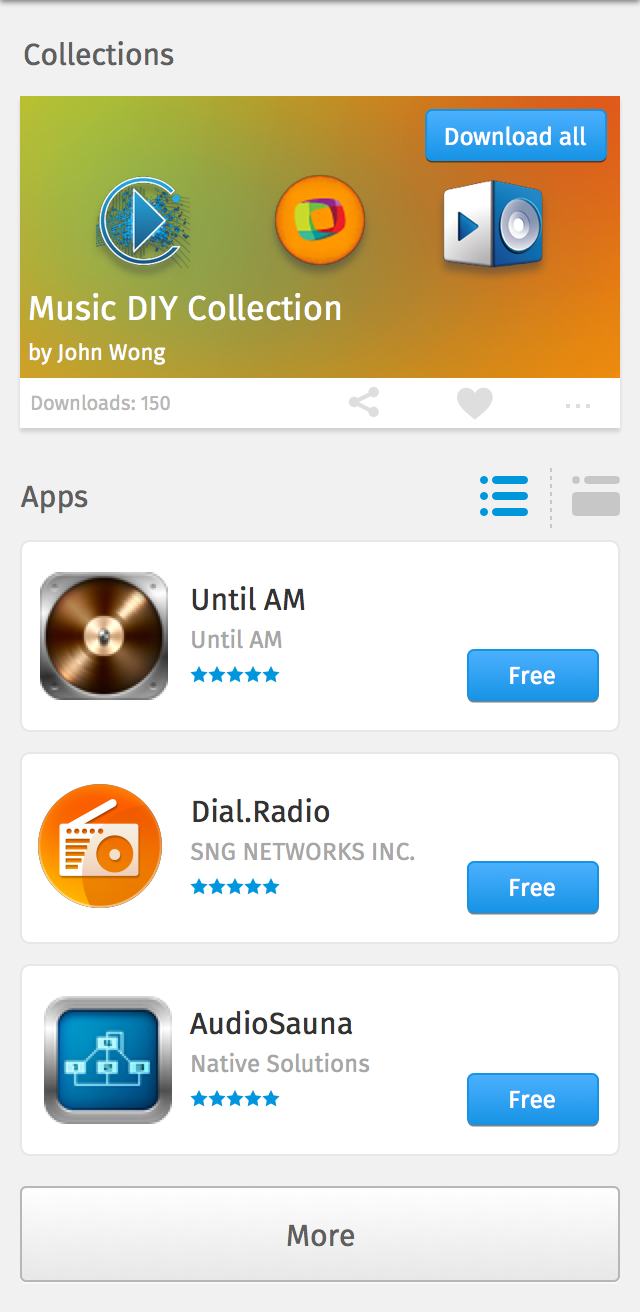 Collections
Download all
Music DIY Collection
by John Wong
Downloads: 150
Apps
Until AM
Until AM
Free
Dial.Radio
SNG NETWORKS INC.
Free
AudioSauna
Native Solutions
Free
More